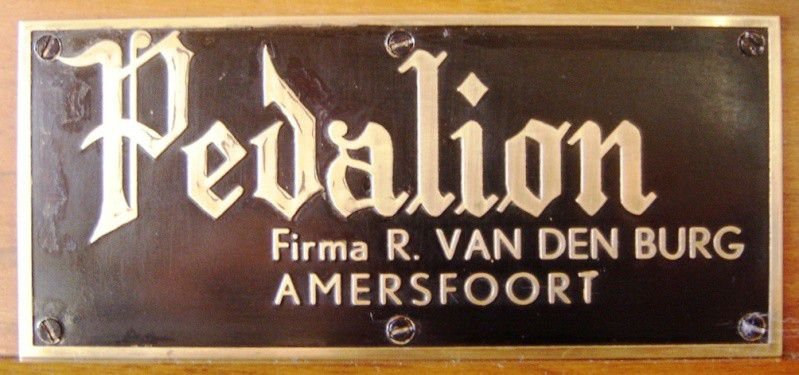 Pedalion
Firma R. VAN DEN BURG
AMERSFOORT